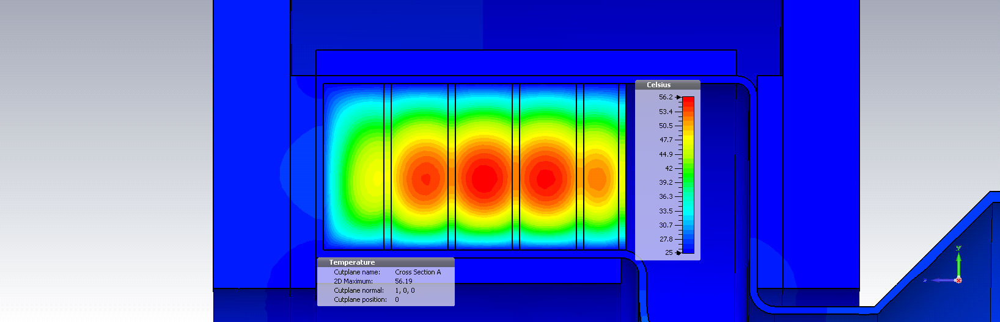 Celsius
56.2
53.4
50.5
47.7
44.9
42
39.2
36.3
33.5
30.7
27.8
25
Temperature
Cutplane name: Cross Section A
2D Maximum: 56.19
Cutplane normal: 1, 0, 0
Cutplane position: 0
y
z